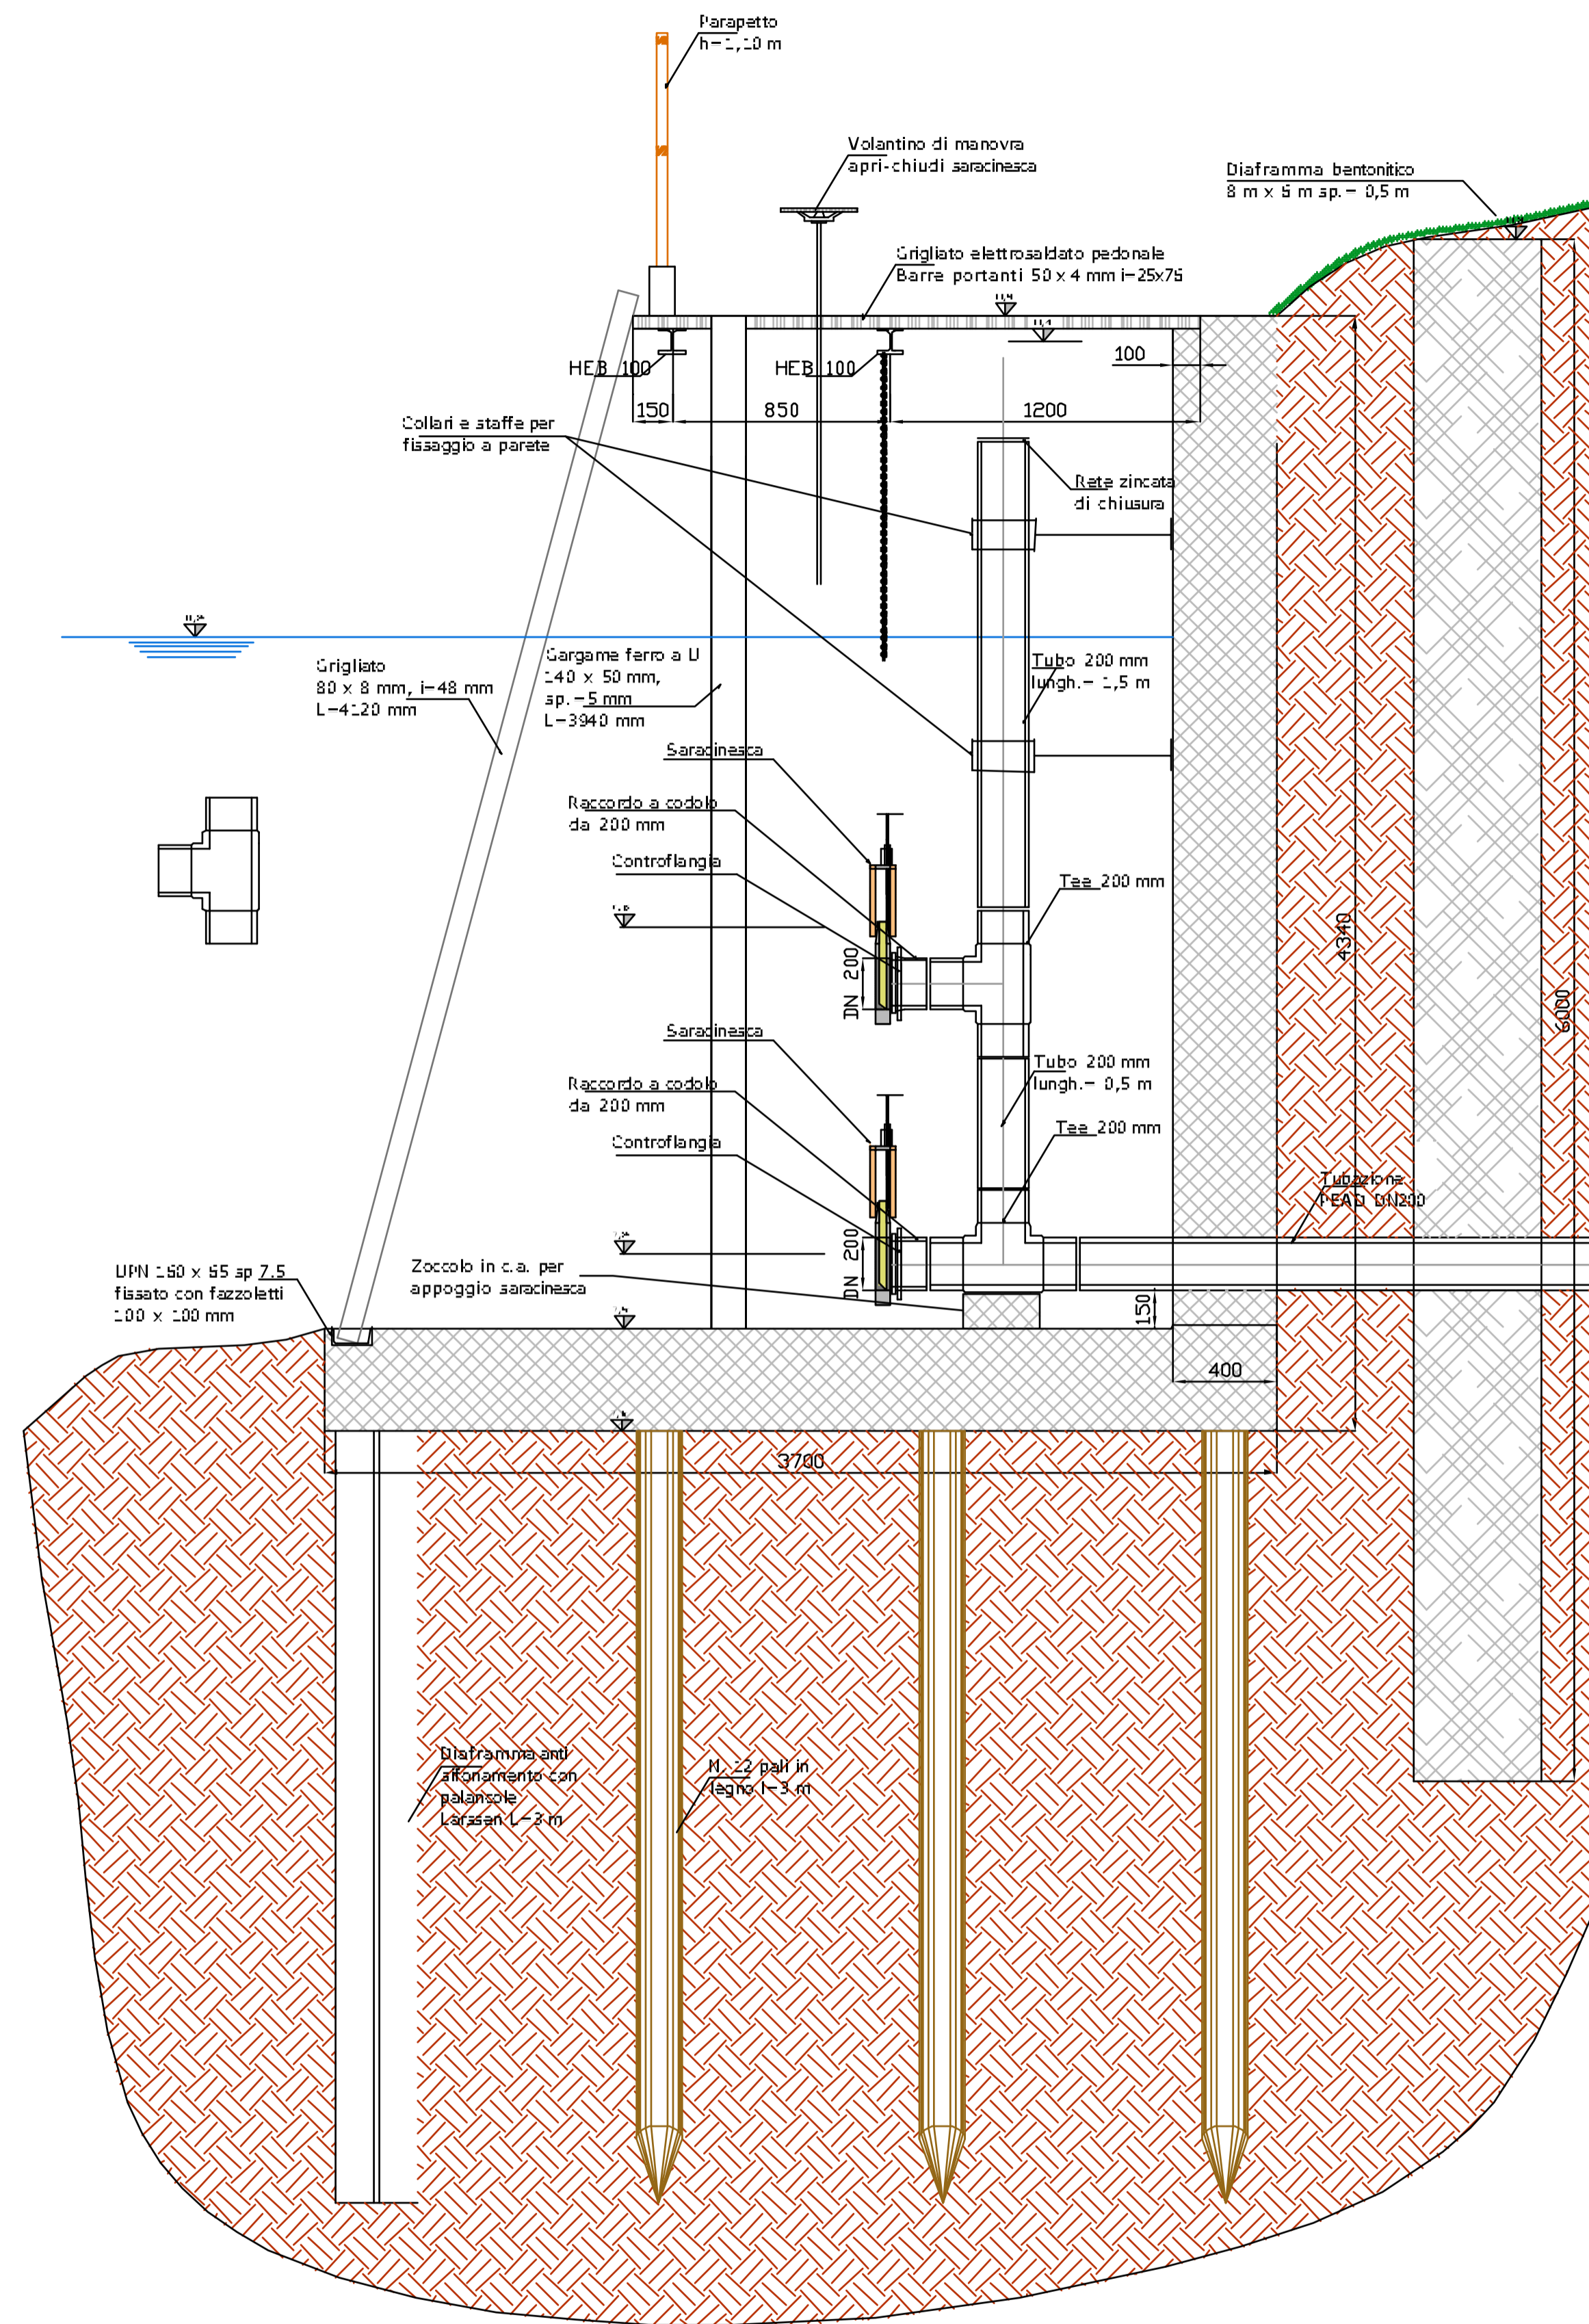 Parapetto
h=1,10 m
Volantino di manovra
apri-chiudi saracinesca
Diaframma bentonitico
8 m x 6 m sp.= 0,5 m
Grigliato elettrosaldato pedonale
Barre portanti 50 x 4 mm i=25x76
HEB 100
HEB 100
100
150
850
1200
Collari e staffe per
fissaggio a parete
Rete zincata
di chiusura
Grigliato
80 x 8 mm, i=48 mm
L=4120 mm
Gargame ferro a U
140 x 50 mm,
sp.=5 mm
L=3940 mm
Tubo 200 mm
lungh.= 1,5 m
Saracinesca
Raccordo a codolo
da 200 mm
Controflangia
Tee 200 mm
DN 200
4340
6000
Saracinesca
Raccordo a codolo
da 200 mm
Controflangia
Tubo 200 mm
lungh.= 0,5 m
Tee 200 mm
Tubazione
PEAD DN200
DN 200
Zoccolo in c.a. per
appoggio saracinesca
UPN 160 x 65 sp 7.5
fissato con fazzoletti
100 x 100 mm
150
400
3700
Diaframma anti
sifonamento con
palancole
Larssen L=3 m
N. 12 pali in
legno l=3 m